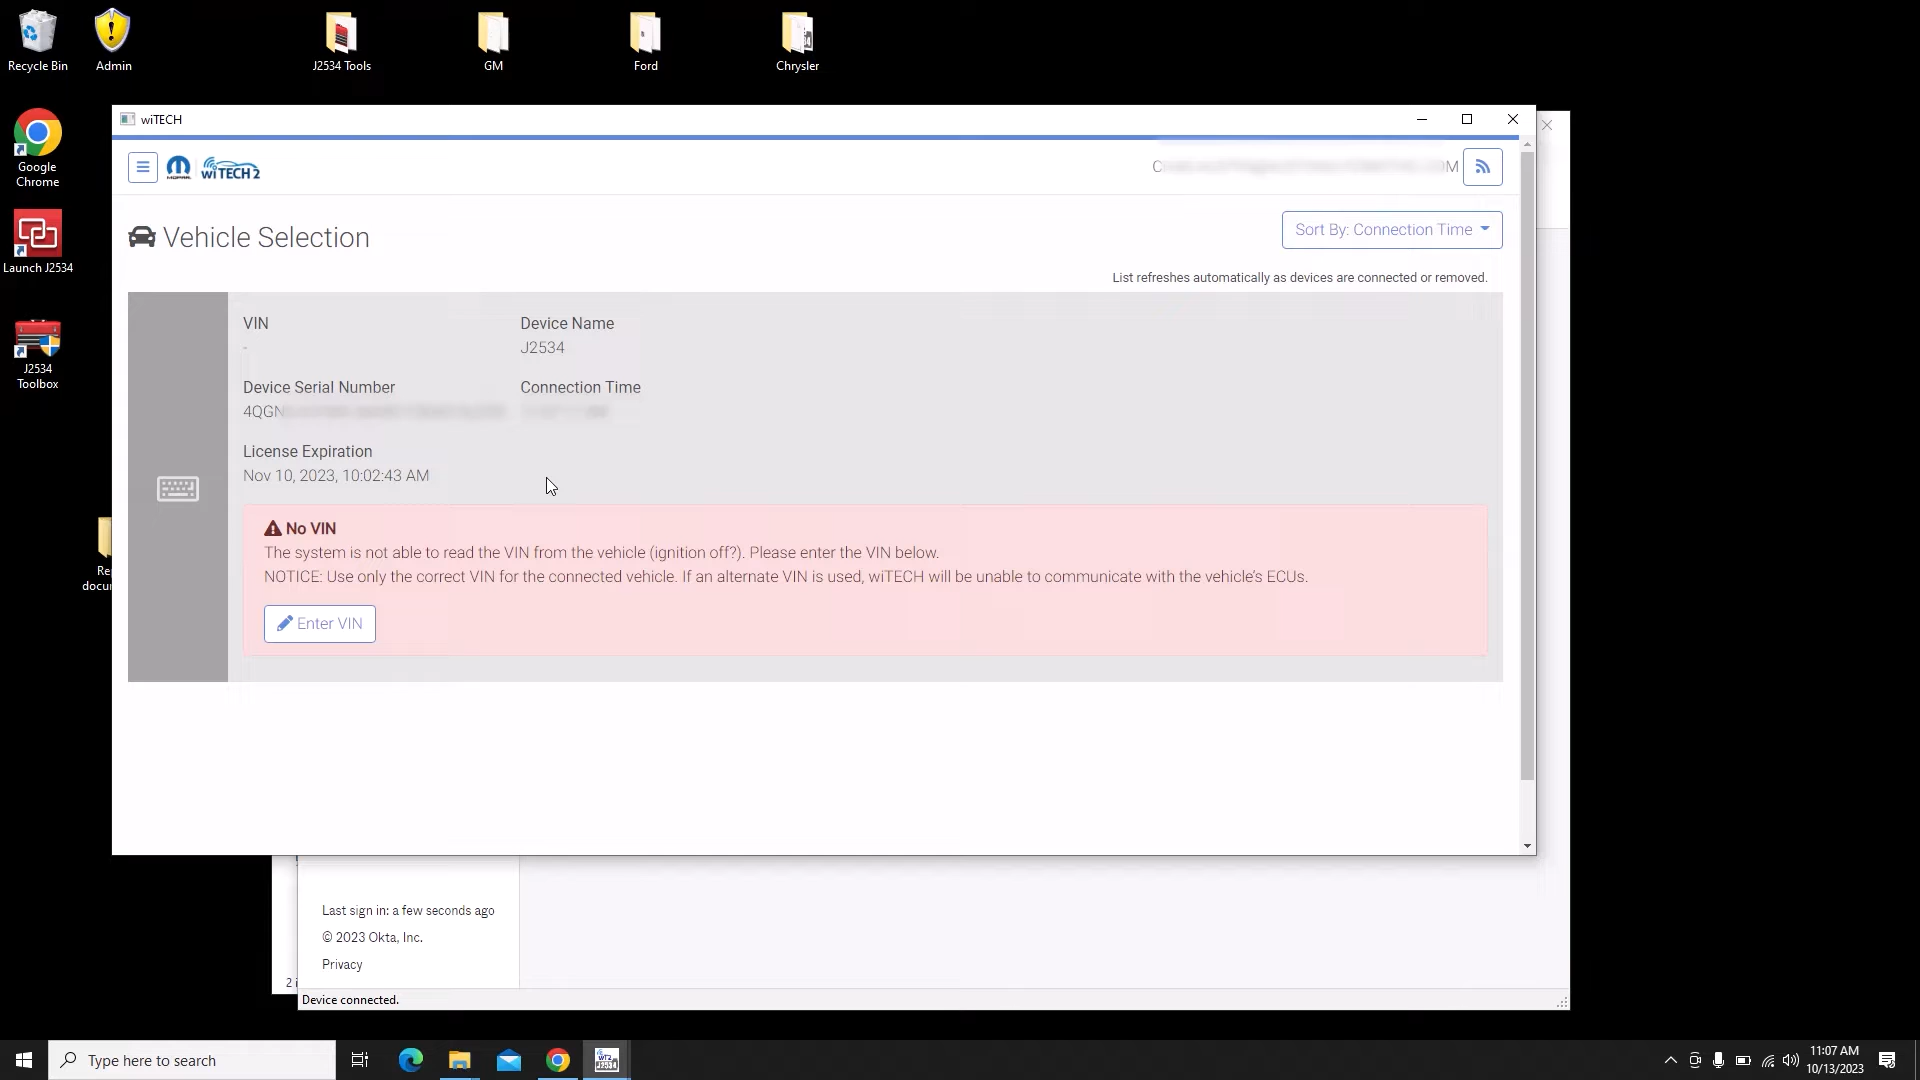 Recycle Bin
Admin
J2534 Tools
GM
Ford
Chrysler
Google
Chrome
Launch J2534
J2534
Toolbox
wiTECH
MOPAR
wiTECH 2
Vehicle Selection
Sort By: Connection Time
List refreshes automatically as devices are connected or removed.
VIN
Device Name
-
J2534
Device Serial Number
Connection Time
4QGN
License Expiration
Nov 10, 2023, 10:02:43 AM
No VIN
The system is not able to read the VIN from the vehicle (ignition off?). Please enter the VIN below.
NOTICE: Use only the correct VIN for the connected vehicle. If an alternate VIN is used, wiTECH will be unable to communicate with the vehicle's ECUs.
Enter VIN
Last sign in: a few seconds ago
© 2023 Okta, Inc.
Privacy
Device connected.
Type here to search
WT2
J2534
11:07 AM
10/13/2023